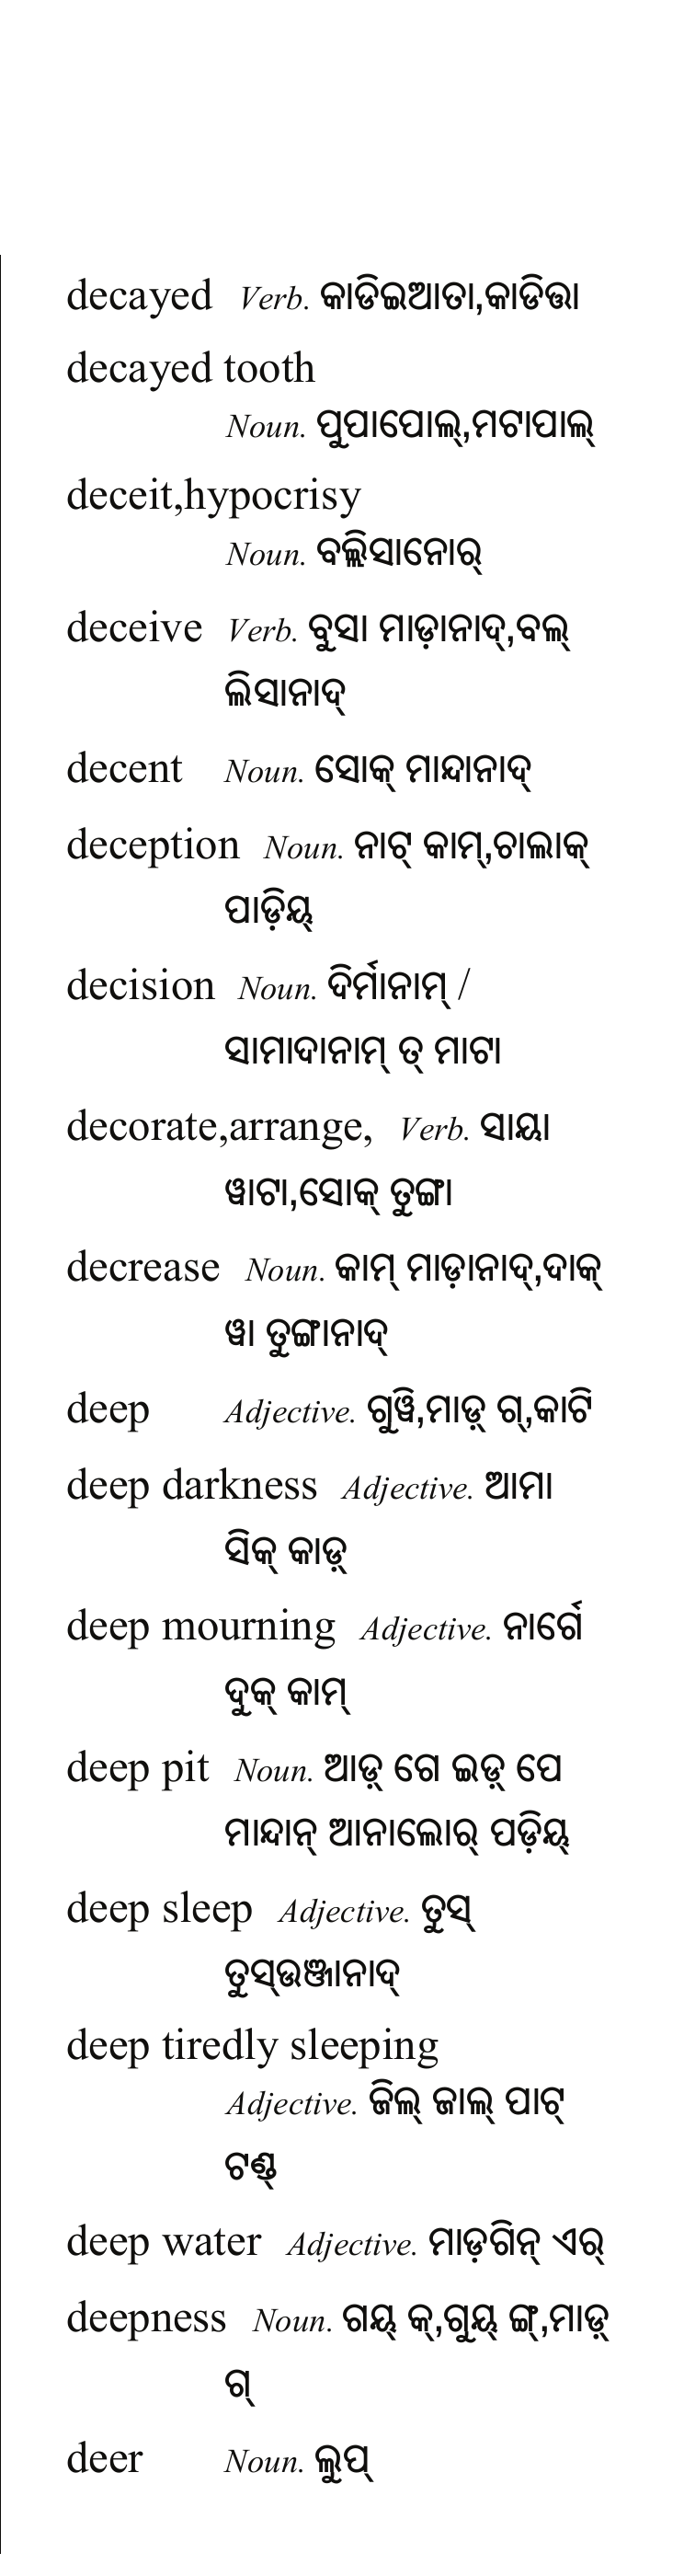 decayed Verb. କାଡିଇଆତା,କାଡିତ୍ତା
decayed tooth
Noun. ପୁପାପୋଲ୍,ମଟାପାଲ୍
deceit,hypocrisy
Noun. ବଲ୍ଲିସାନୋର୍
deceive Verb. ବୁସା ମାଡ଼ାନାଦ୍,ବଲ୍
ଲିସାନାଦ୍
decent Noun. ସୋକ୍ ମାନ୍ଦାନାଦ୍
deception Noun. ନାଟ୍ କାମ୍,ଚାଲାକ୍
ପାଡ଼ିୟ୍
decision Noun. ଦିର୍ମାନାମ୍ /
ସାମାଦାନାମ୍ ତ୍ ମାଟା
decorate,arrange, Verb. ସାୟା
ୱାଟା,ସୋକ୍ ତୁଙ୍ଗା
decrease Noun. କାମ୍ ମାଡ଼ାନାଦ୍,ଦାକ୍
ୱା ତୁଙ୍ଗାନାଦ୍
deep Adjective. ଗୁୱି,ମାଡ଼୍ ଗ୍,କାଟି
deep darkness Adjective. ଆମା
ସିକ୍ କାଡ଼୍
deep mourning Adjective. ନାର୍ଗେ
ଦୁକ୍ କାମ୍
deep pit Noun. ଆଡ଼୍ ଗେ ଇଡ଼୍ ପେ
ମାନ୍ଦାନ୍ ଆନାଲୋର୍ ପଡ଼ିୟ୍
deep sleep Adjective. ତୁସ୍
ତୁସ୍‌ଉଞ୍ଜାନାଦ୍
deep tiredly sleeping
Adjective. ଜିଲ୍ ଜାଲ୍ ପାଟ୍
ଟଣ୍ଡ୍
deep water Adjective. ମାଡ଼ଗିନ୍ ଏର୍
deepness Noun. ଗୟ୍ କ୍,ଗୁୟ୍ ଙ୍ଗ୍,ମାଡ଼୍
ଗ୍
deer Noun. ଲୁପ୍